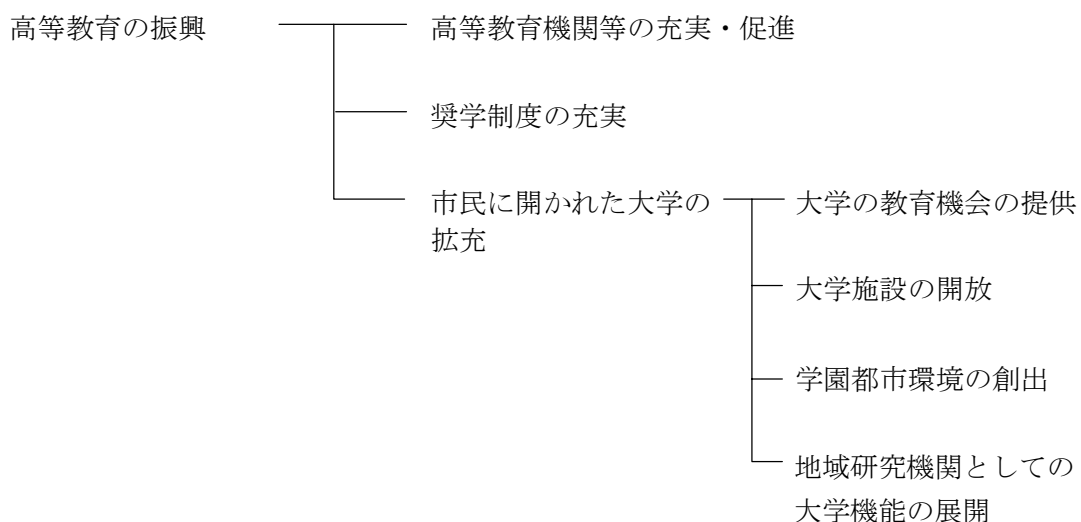 高等教育の振興
高等教育機関等の充実・促進
奨学制度の充実
市民に開かれた大学の
拡充
大学の教育機会の提供
大学施設の開放
学園都市環境の創出
地域研究機関としての
大学機能の展開